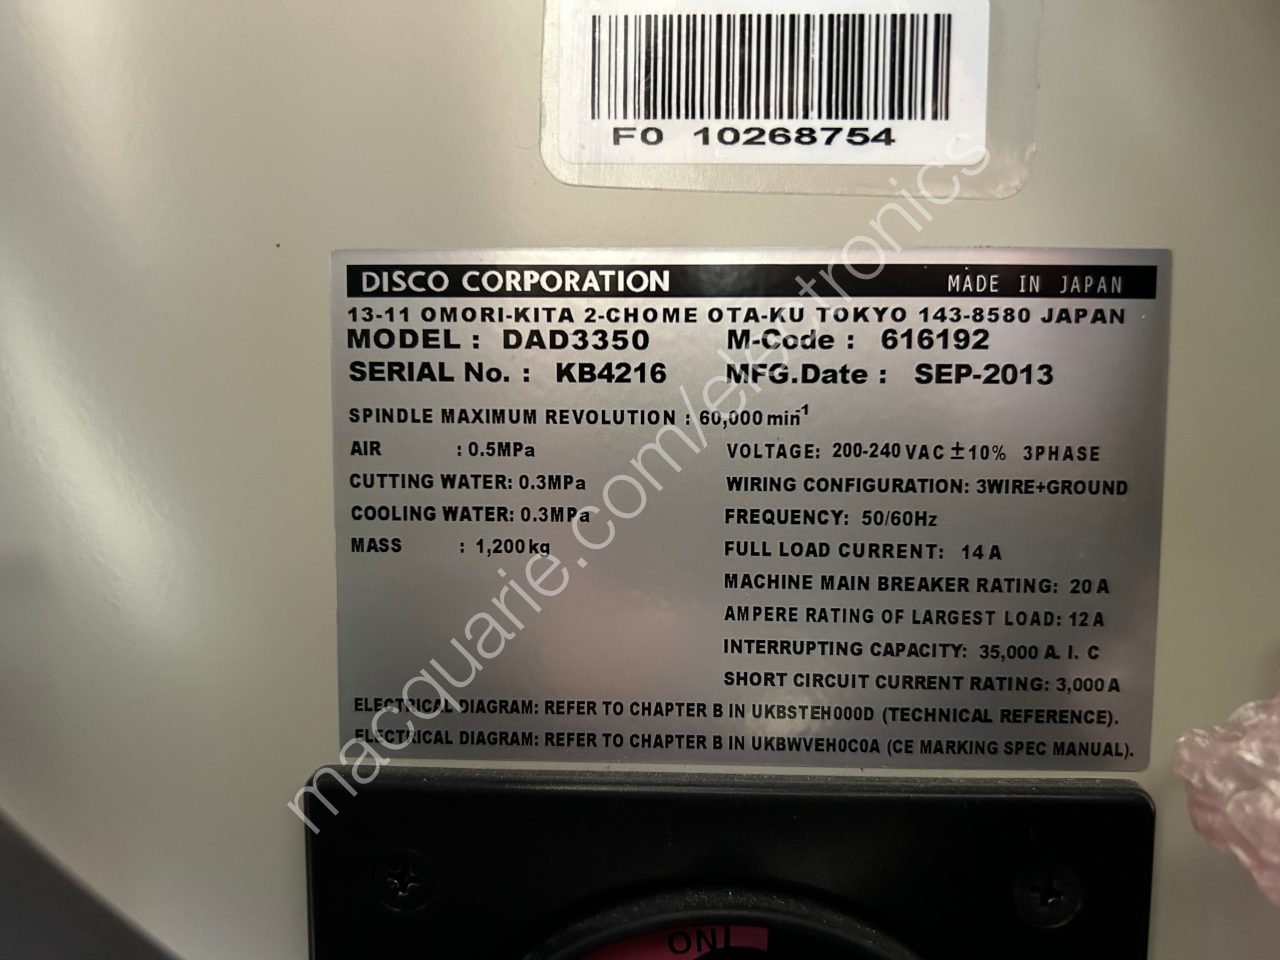 F0 10268754
DISCO CORPORATION MADE IN JAPAN
13-11 OMORI-KITA 2-CHOME OTA-KU TOKYO 143-8580 JAPAN
MODEL : DAD3350 M-Code : 616192
SERIAL No. : KB4216 MFG.Date : SEP-2013
SPINDLE MAXIMUM REVOLUTION : 60,000 min⁻¹
AIR : 0.5MPa
CUTTING WATER: 0.3MPa
COOLING WATER: 0.3MPa
MASS : 1,200 kg
VOLTAGE: 200-240 VAC ±10% 3PHASE
WIRING CONFIGURATION: 3WIRE+GROUND
FREQUENCY: 50/60Hz
FULL LOAD CURRENT: 14 A
MACHINE MAIN BREAKER RATING: 20 A
AMPERE RATING OF LARGEST LOAD: 12 A
INTERRUPTING CAPACITY: 35,000 A. I. C
SHORT CIRCUIT CURRENT RATING: 3,000 A
ELECTRICAL DIAGRAM: REFER TO CHAPTER B IN UKBSTEH000D (TECHNICAL REFERENCE).
ELECTRICAL DIAGRAM: REFER TO CHAPTER B IN UKBWVEH0C0A (CE MARKING SPEC MANUAL).
macquarie.com/electronics